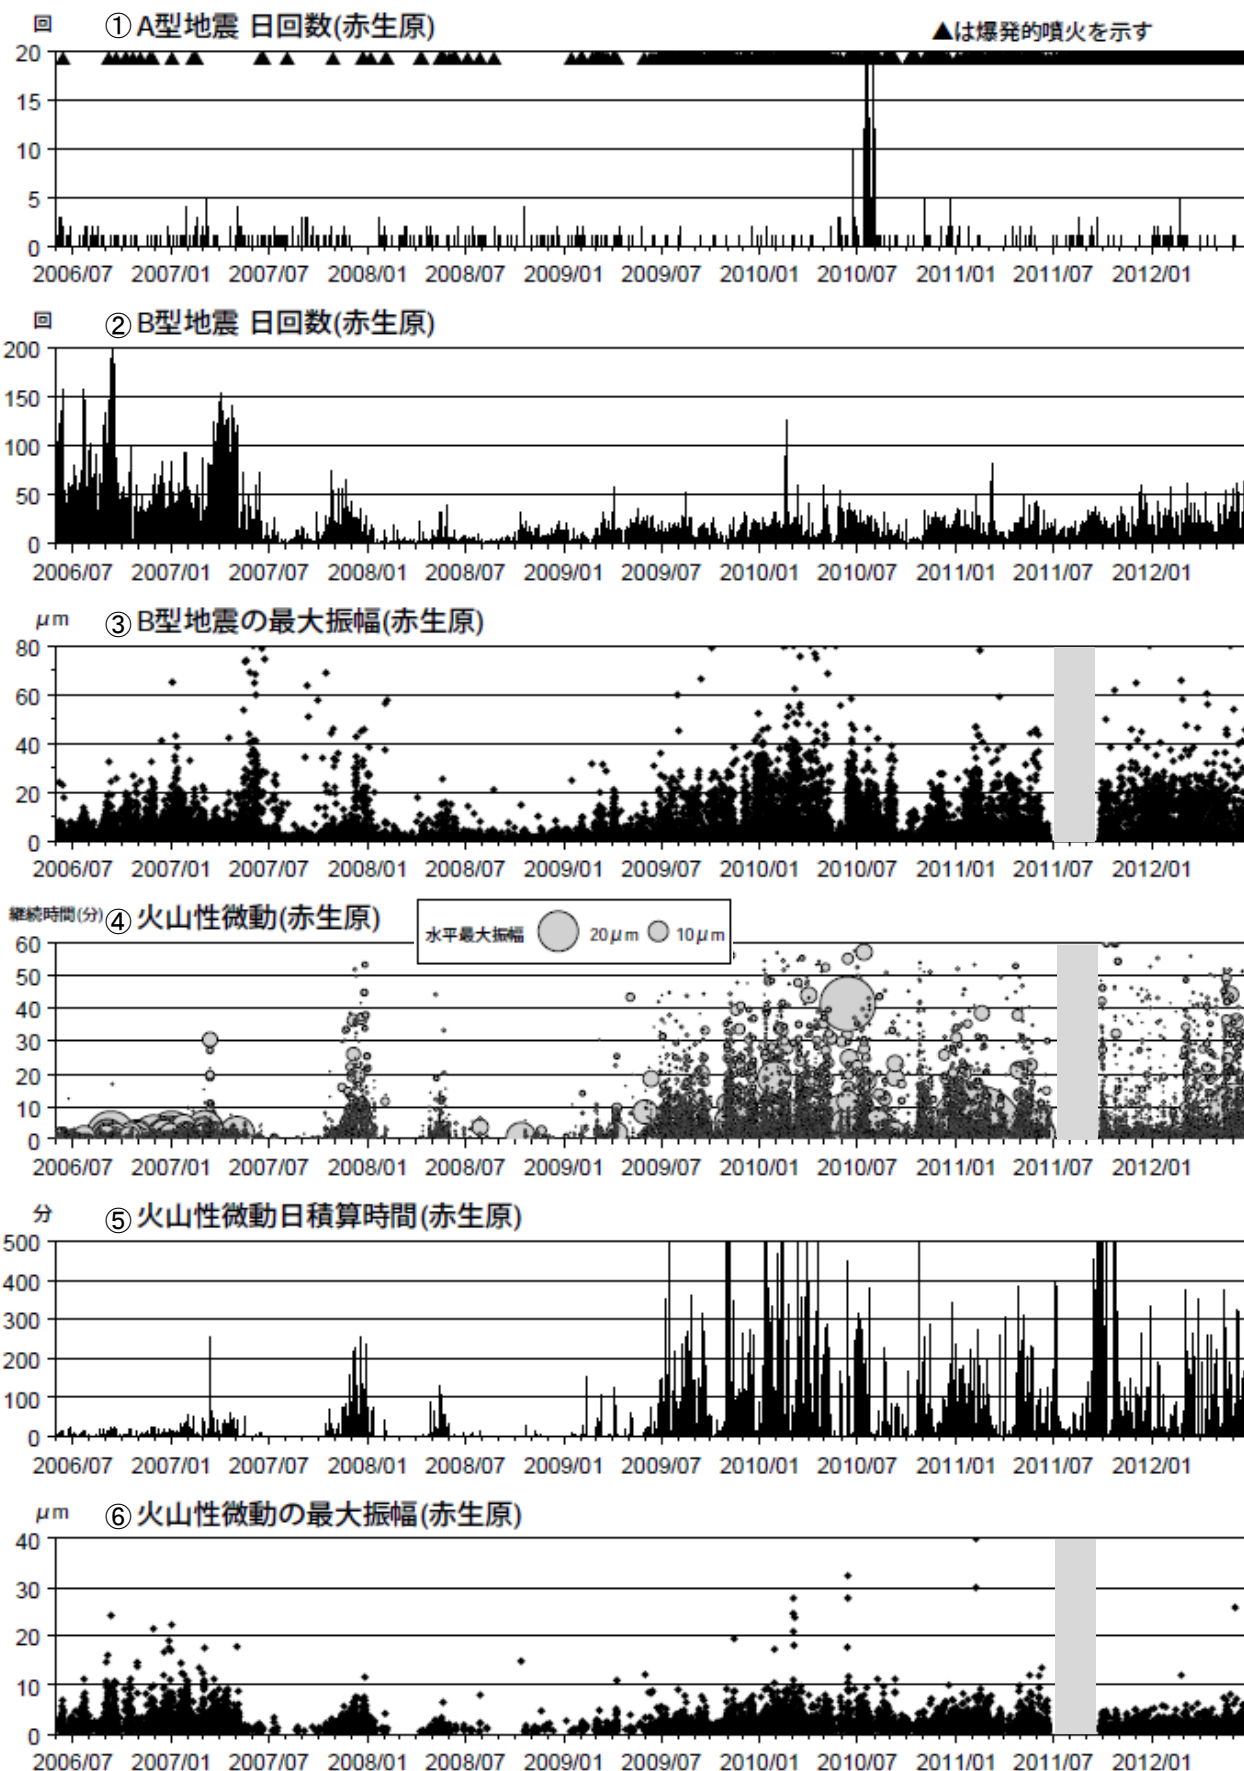 回 ①A型地震 日回数(赤生原)
▲は爆発的噴火を示す
20
15
10
5
0
2006/07 2007/01 2007/07 2008/01 2008/07 2009/01 2009/07 2010/01 2010/07 2011/01 2011/07 2012/01
回 ②B型地震 日回数(赤生原)
200
150
100
50
0
2006/07 2007/01 2007/07 2008/01 2008/07 2009/01 2009/07 2010/01 2010/07 2011/01 2011/07 2012/01
μm ③B型地震の最大振幅(赤生原)
80
60
40
20
0
2006/07 2007/01 2007/07 2008/01 2008/07 2009/01 2009/07 2010/01 2010/07 2011/01 2011/07 2012/01
継続時間(分) ④火山性微動(赤生原)
水平最大振幅 20μm 10μm
60
50
40
30
20
10
0
2006/07 2007/01 2007/07 2008/01 2008/07 2009/01 2009/07 2010/01 2010/07 2011/01 2011/07 2012/01
分 ⑤火山性微動日積算時間(赤生原)
500
400
300
200
100
0
2006/07 2007/01 2007/07 2008/01 2008/07 2009/01 2009/07 2010/01 2010/07 2011/01 2011/07 2012/01
μm ⑥火山性微動の最大振幅(赤生原)
40
30
20
10
0
2006/07 2007/01 2007/07 2008/01 2008/07 2009/01 2009/07 2010/01 2010/07 2011/01 2011/07 2012/01